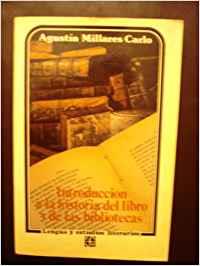 Agustín Millares Carlo
Introducción
a la historia del libro
y de las bibliotecas
Lengua y estudios literarios